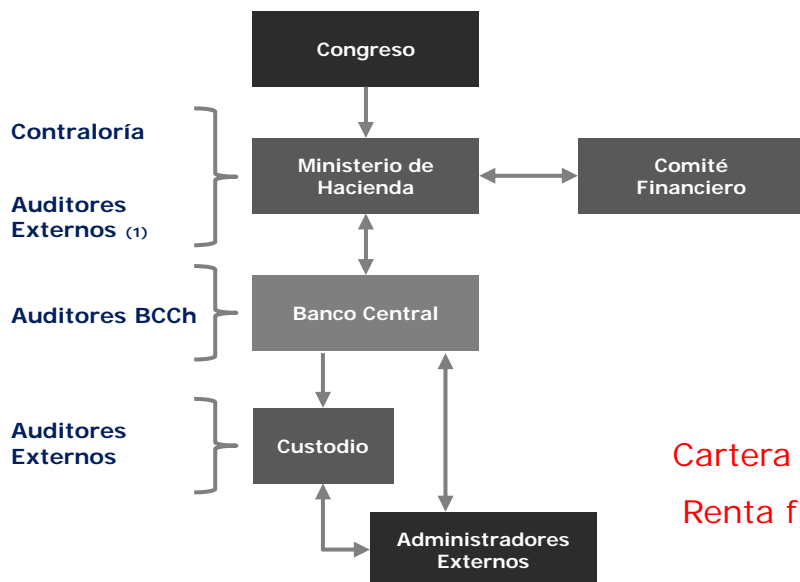 Congreso
Contraloría
Ministerio de
Hacienda
Comité
Financiero
Auditores
Externos (1)
Auditores BCCh
Banco Central
Auditores
Externos
Custodio
Cartera
Renta f
Administradores
Externos